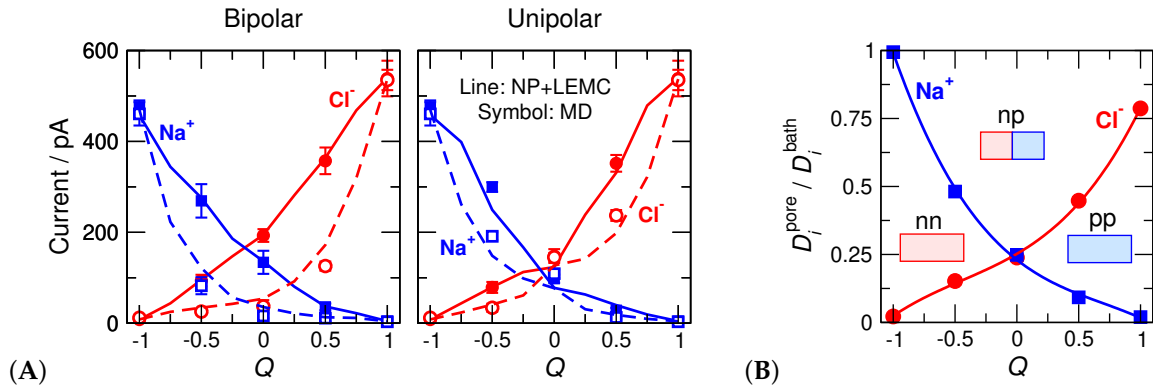 Bipolar
Unipolar
600
400
200
0
Current / pA
Na⁺
Cl⁻
-1 -0.5 0 0.5 1
Q
Line: NP+LEMC
Symbol: MD
Na⁺
Cl⁻
-1 -0.5 0 0.5 1
Q
(A)
1
0.75
0.5
0.25
0
D_i^pore / D_i^bath
Na⁺
np
Cl⁻
nn
pp
-1 -0.5 0 0.5 1
Q
(B)